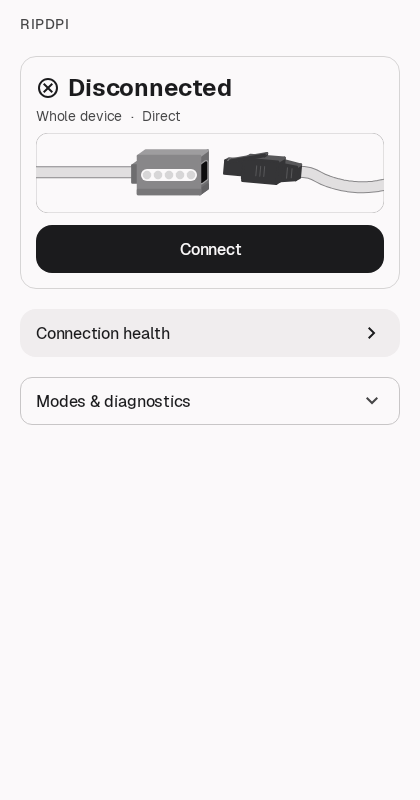 RIPDPI
Disconnected
Whole device · Direct
Connect
Connection health
Modes & diagnostics